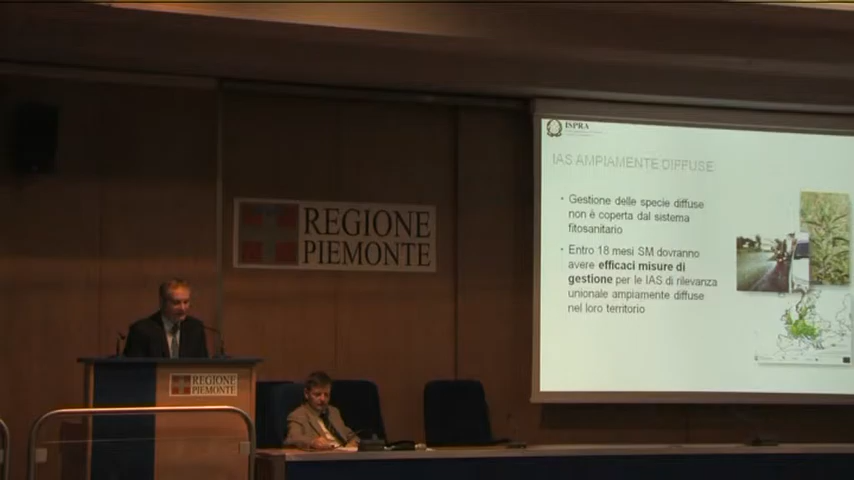 ISPRA
IAS AMPIAMENTE DIFFUSE
• Gestione delle specie diffuse
non è coperta dal sistema
fitosanitario
• Entro 18 mesi SM dovranno
avere efficaci misure di
gestione per le IAS di rilevanza
unionale ampiamente diffuse
nel loro territorio
REGIONE
PIEMONTE
REGIONE
PIEMONTE